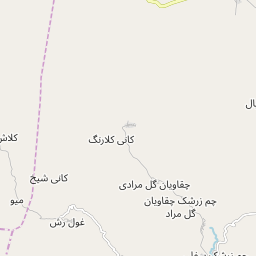 کانی کلارنگ
کانی شیخ
میو
چقاویان گل مرادی
چم زرشک چقاویان
گل مراد
غول رش